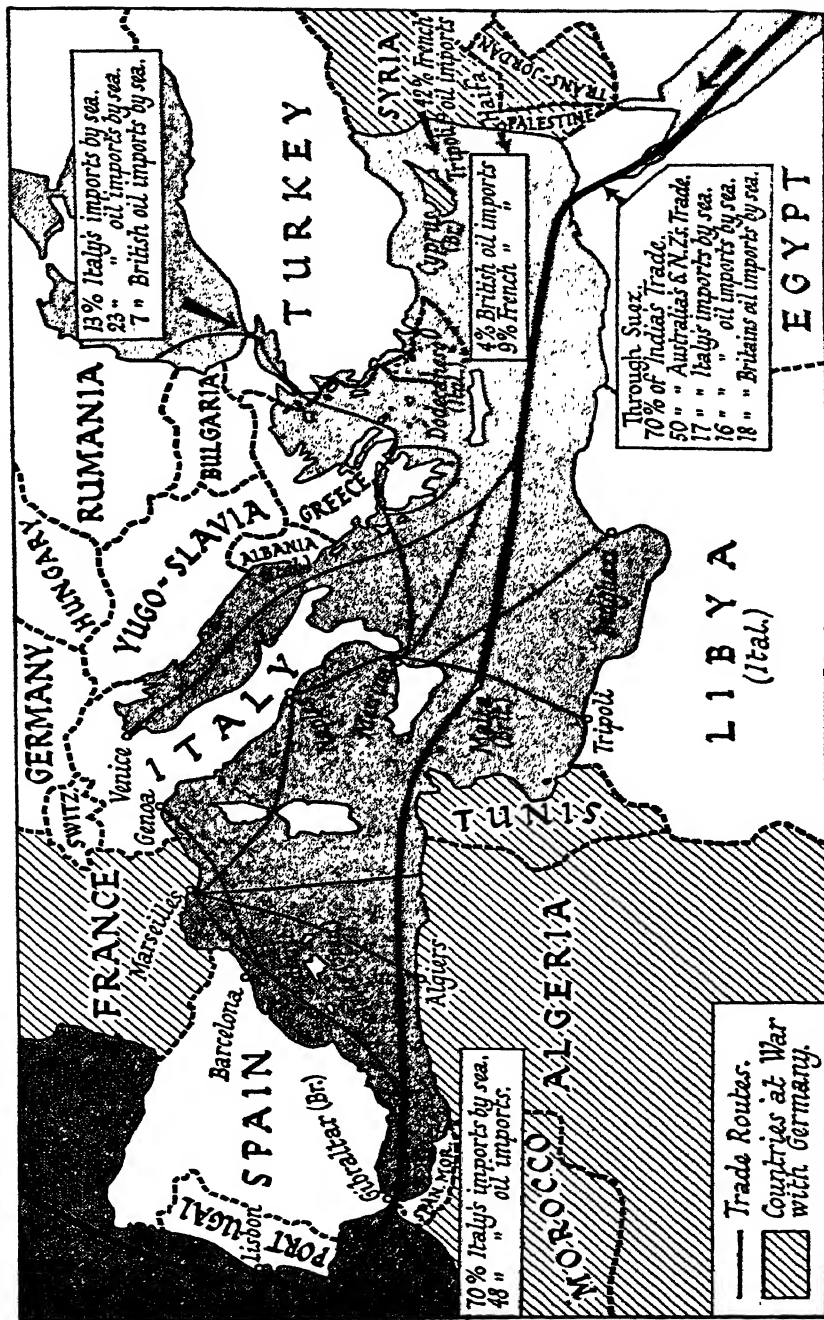 GERMANY
HUNGARY
RUMANIA
SWITZ.
FRANCE
Venice
Genoa
Marseilles
YUGO-SLAVIA
BULGARIA
13% Italy's imports by sea.
23 " " oil imports by sea.
7 " British oil imports by sea.
ITALY
ALBANIA
GREECE
TURKEY
Barcelona
SPAIN
PORTUGAL
Lisbon
Gibraltar (Br.)
SPAN. MOR.
Algiers
TUNIS
Malta
Tripoli
Dodecanese
(Ital.)
Cyprus
(Br.)
SYRIA
Tripoli 42% French
oil imports
Haifa
PALESTINE
TRANS-JORDAN
4% British oil imports
9% French " "
70% Italy's imports by sea.
48 " " oil imports.
MOROCCO
ALGERIA
LIBYA
(Ital.)
EGYPT
Through Suez.
70% of India's Trade.
50 " " Australia's & N.Z's. Trade.
17 " " Italy's imports by sea.
16 " " oil imports by sea.
18 " " Britains oil imports by sea.
Trade Routes.
Countries at War
with Germany.